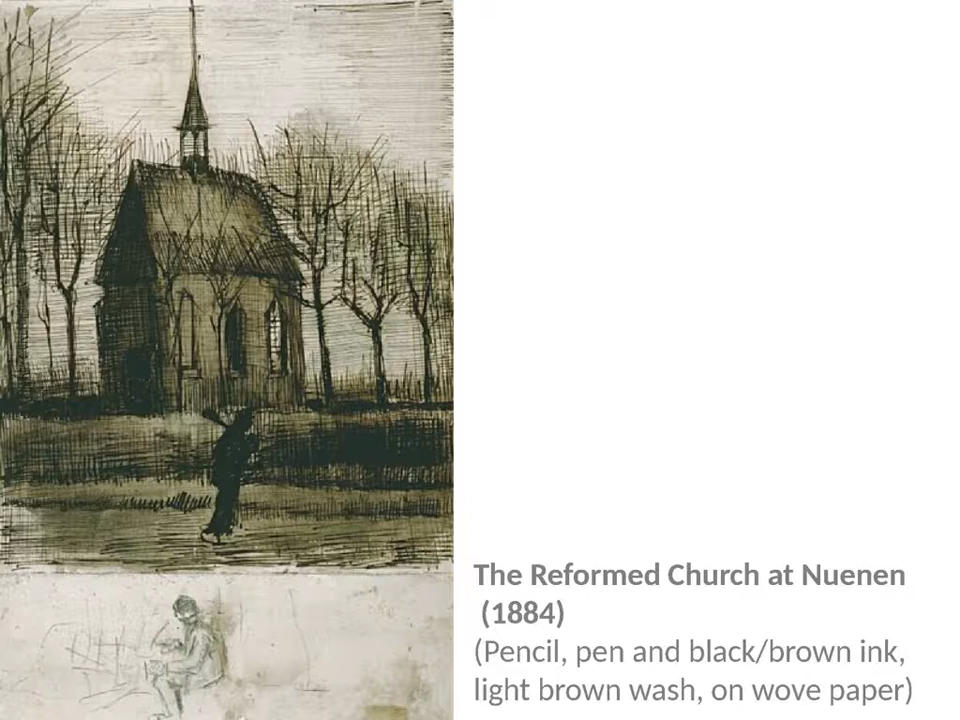 The Reformed Church at Nuenen
(1884)
(Pencil, pen and black/brown ink,
light brown wash, on wove paper)